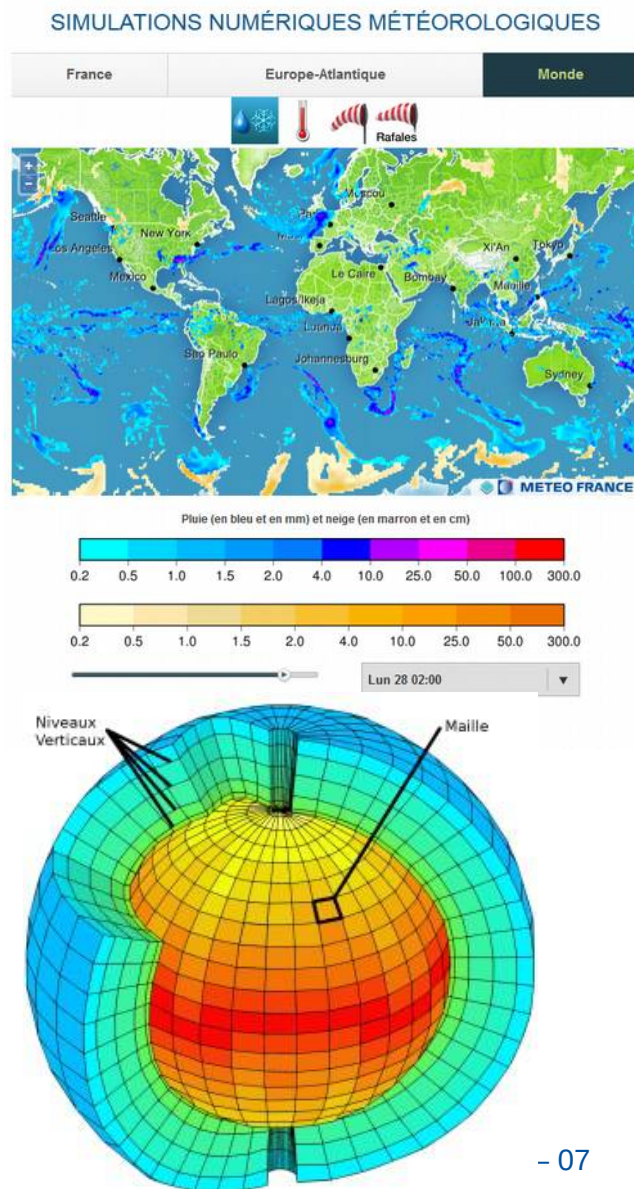 SIMULATIONS NUMÉRIQUES MÉTÉOROLOGIQUES
France Europe-Atlantique Monde
Rafales
+
−
Moscou
Seattle
New York
Los Angeles
Xi'An Tokyo
Mexico
Le Caire Bombay
Manille
Lagos/Ikeja
Luanda
Sao Paulo
Johannesburg
Sydney
METEO FRANCE
Pluie (en bleu et en mm) et neige (en marron et en cm)
0.2 0.5 1.0 1.5 2.0 4.0 10.0 25.0 50.0 100.0 300.0
0.2 0.5 1.0 1.5 2.0 4.0 10.0 25.0 50.0 300.0
Lun 28 02:00
Niveaux
Verticaux
Maille
– 07